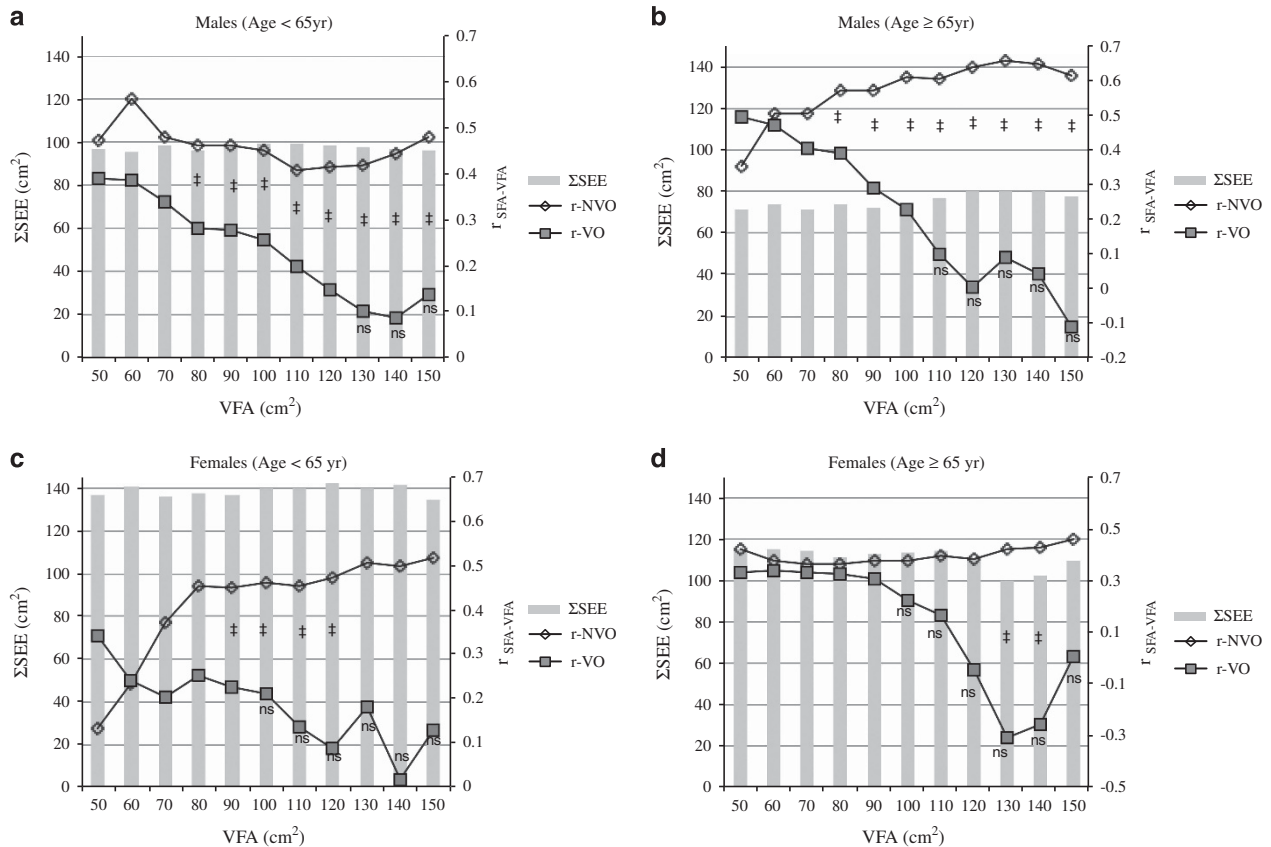 a
Males (Age < 65yr)
ΣSEE (cm²)
140
120
100
80
60
40
20
0
‡ ‡ ‡ ‡ ‡ ‡ ‡ ‡
ns ns ns
0.7
0.6
0.5
0.4
0.3
0.2
0.1
0
r SFA-VFA
50 60 70 80 90 100 110 120 130 140 150
VFA (cm²)
ΣSEE
r-NVO
r-VO
b
Males (Age ≥ 65yr)
ΣSEE (cm²)
140
120
100
80
60
40
20
0
‡ ‡ ‡ ‡ ‡ ‡ ‡ ‡
ns ns ns ns ns
0.7
0.6
0.5
0.4
0.3
0.2
0.1
0
-0.1
-0.2
r SFA-VFA
50 60 70 80 90 100 110 120 130 140 150
VFA (cm²)
ΣSEE
r-NVO
r-VO
c
Females (Age < 65 yr)
ΣSEE (cm²)
140
120
100
80
60
40
20
0
‡ ‡ ‡ ‡
ns ns ns ns ns ns
0.7
0.6
0.5
0.4
0.3
0.2
0.1
0
r SFA-VFA
50 60 70 80 90 100 110 120 130 140 150
VFA (cm²)
ΣSEE
r-NVO
r-VO
d
Females (Age ≥ 65 yr)
ΣSEE (cm²)
140
120
100
80
60
40
20
0
‡ ‡
ns ns ns ns ns ns
0.7
0.5
0.3
0.1
-0.1
-0.3
-0.5
r SFA-VFA
50 60 70 80 90 100 110 120 130 140 150
VFA (cm²)
ΣSEE
r-NVO
r-VO